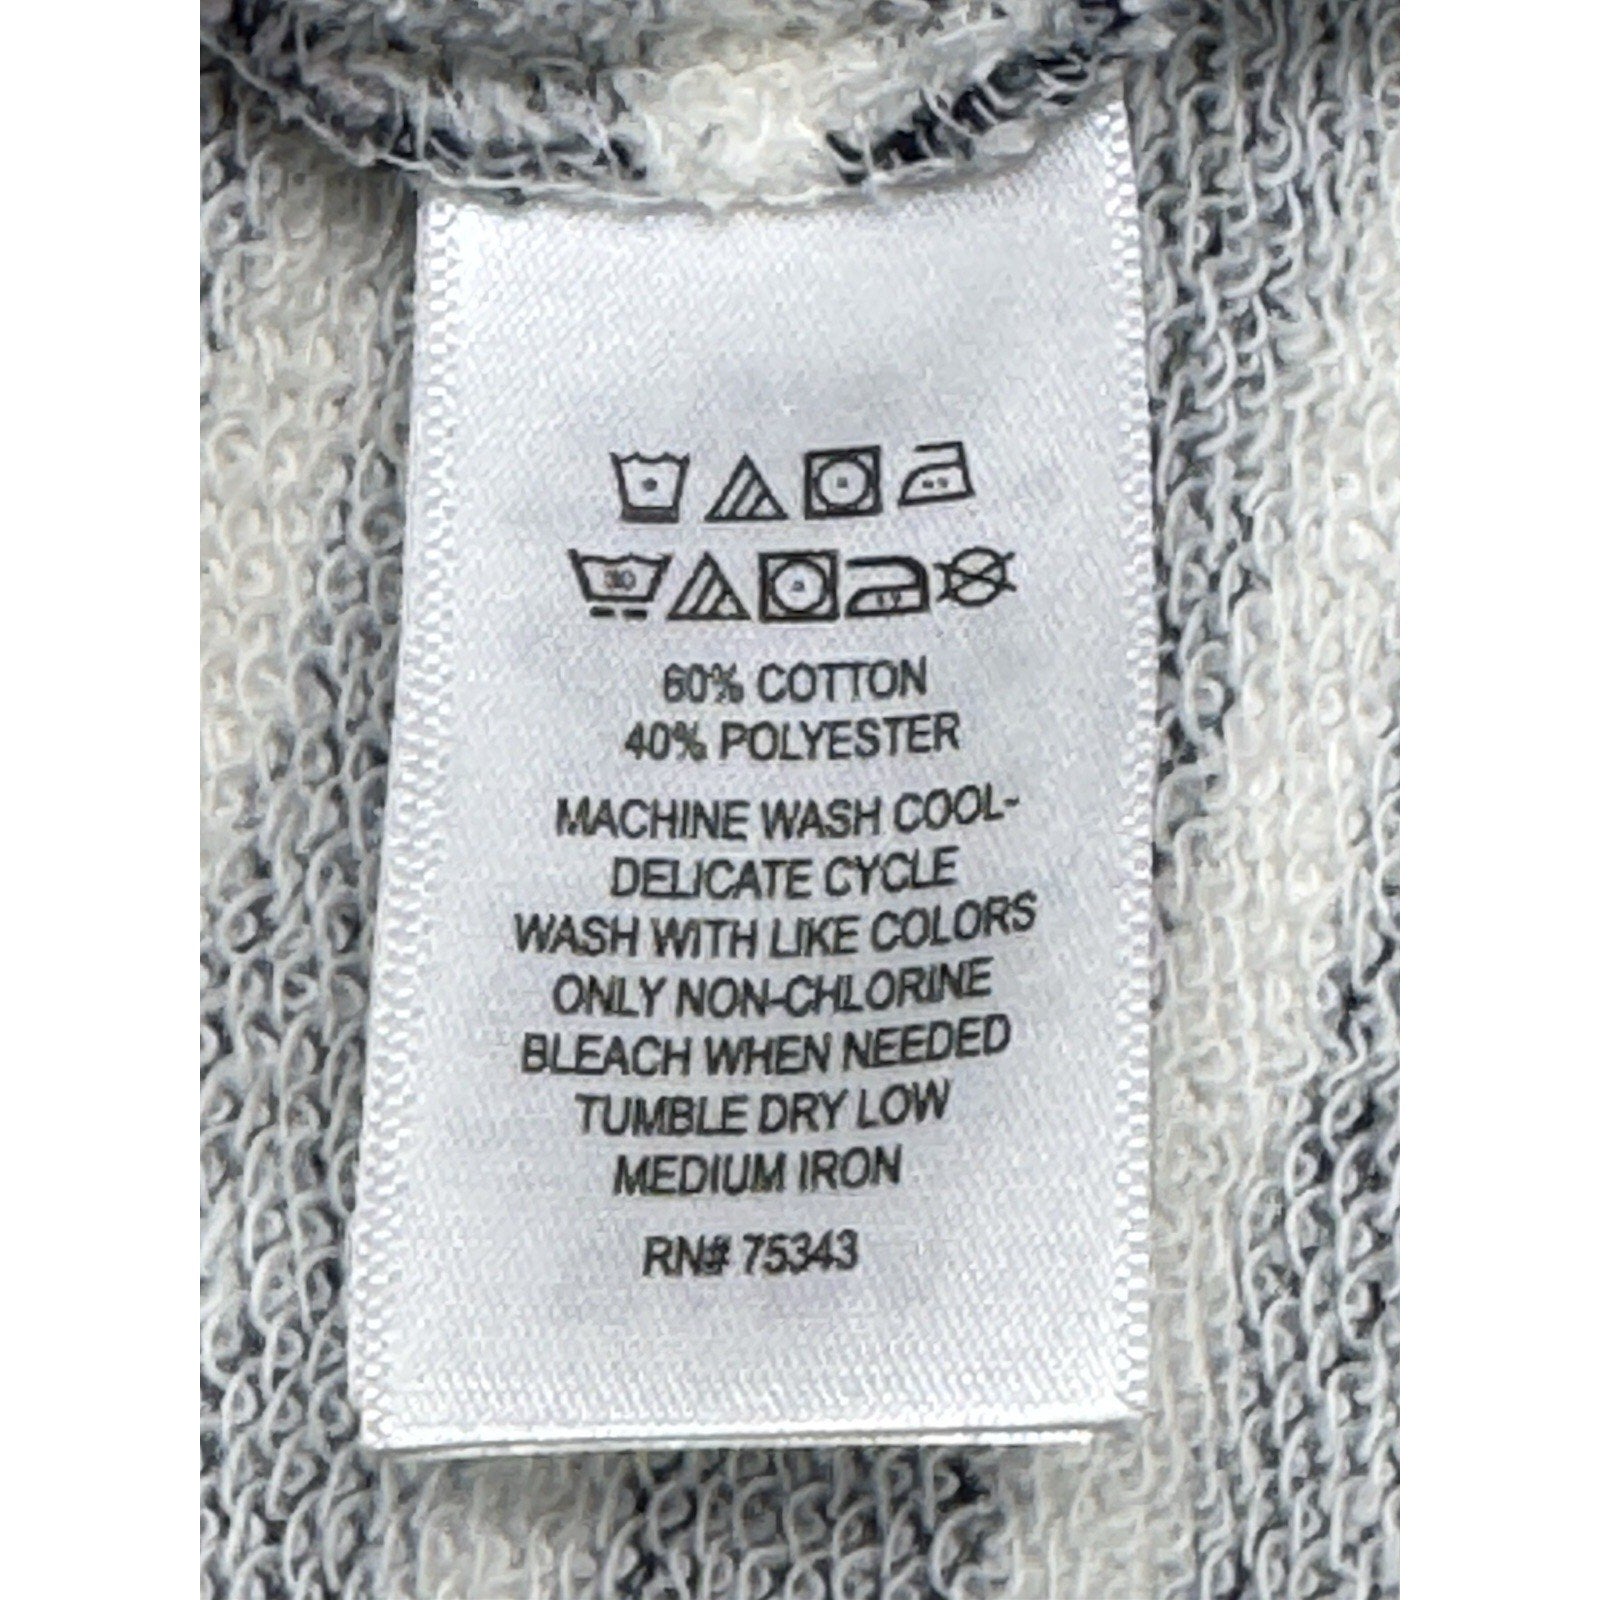 30
60% COTTON
40% POLYESTER
MACHINE WASH COOL-
DELICATE CYCLE
WASH WITH LIKE COLORS
ONLY NON-CHLORINE
BLEACH WHEN NEEDED
TUMBLE DRY LOW
MEDIUM IRON
RN# 75343